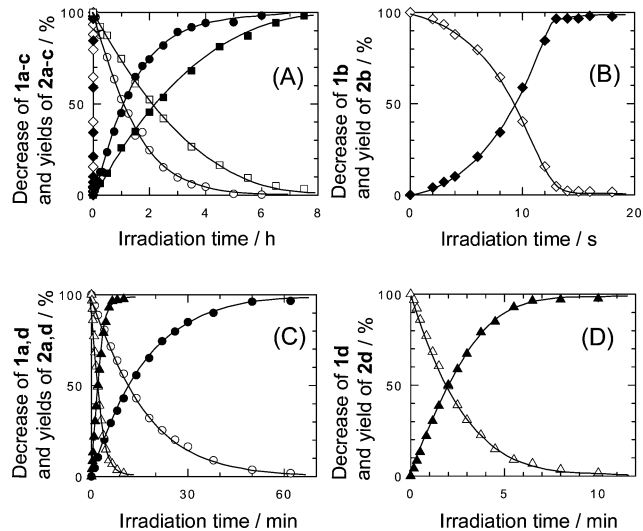 Decrease of 1a-c
and yields of 2a-c / %
100
50
0
0
2
4
6
8
(A)
Irradiation time / h
Decrease of 1b
and yield of 2b / %
100
50
0
0
10
20
(B)
Irradiation time / s
Decrease of 1a,d
and yields of 2a,d / %
100
50
0
0
30
60
(C)
Irradiation time / min
Decrease of 1d
and yield of 2d / %
100
50
0
0
5
10
(D)
Irradiation time / min